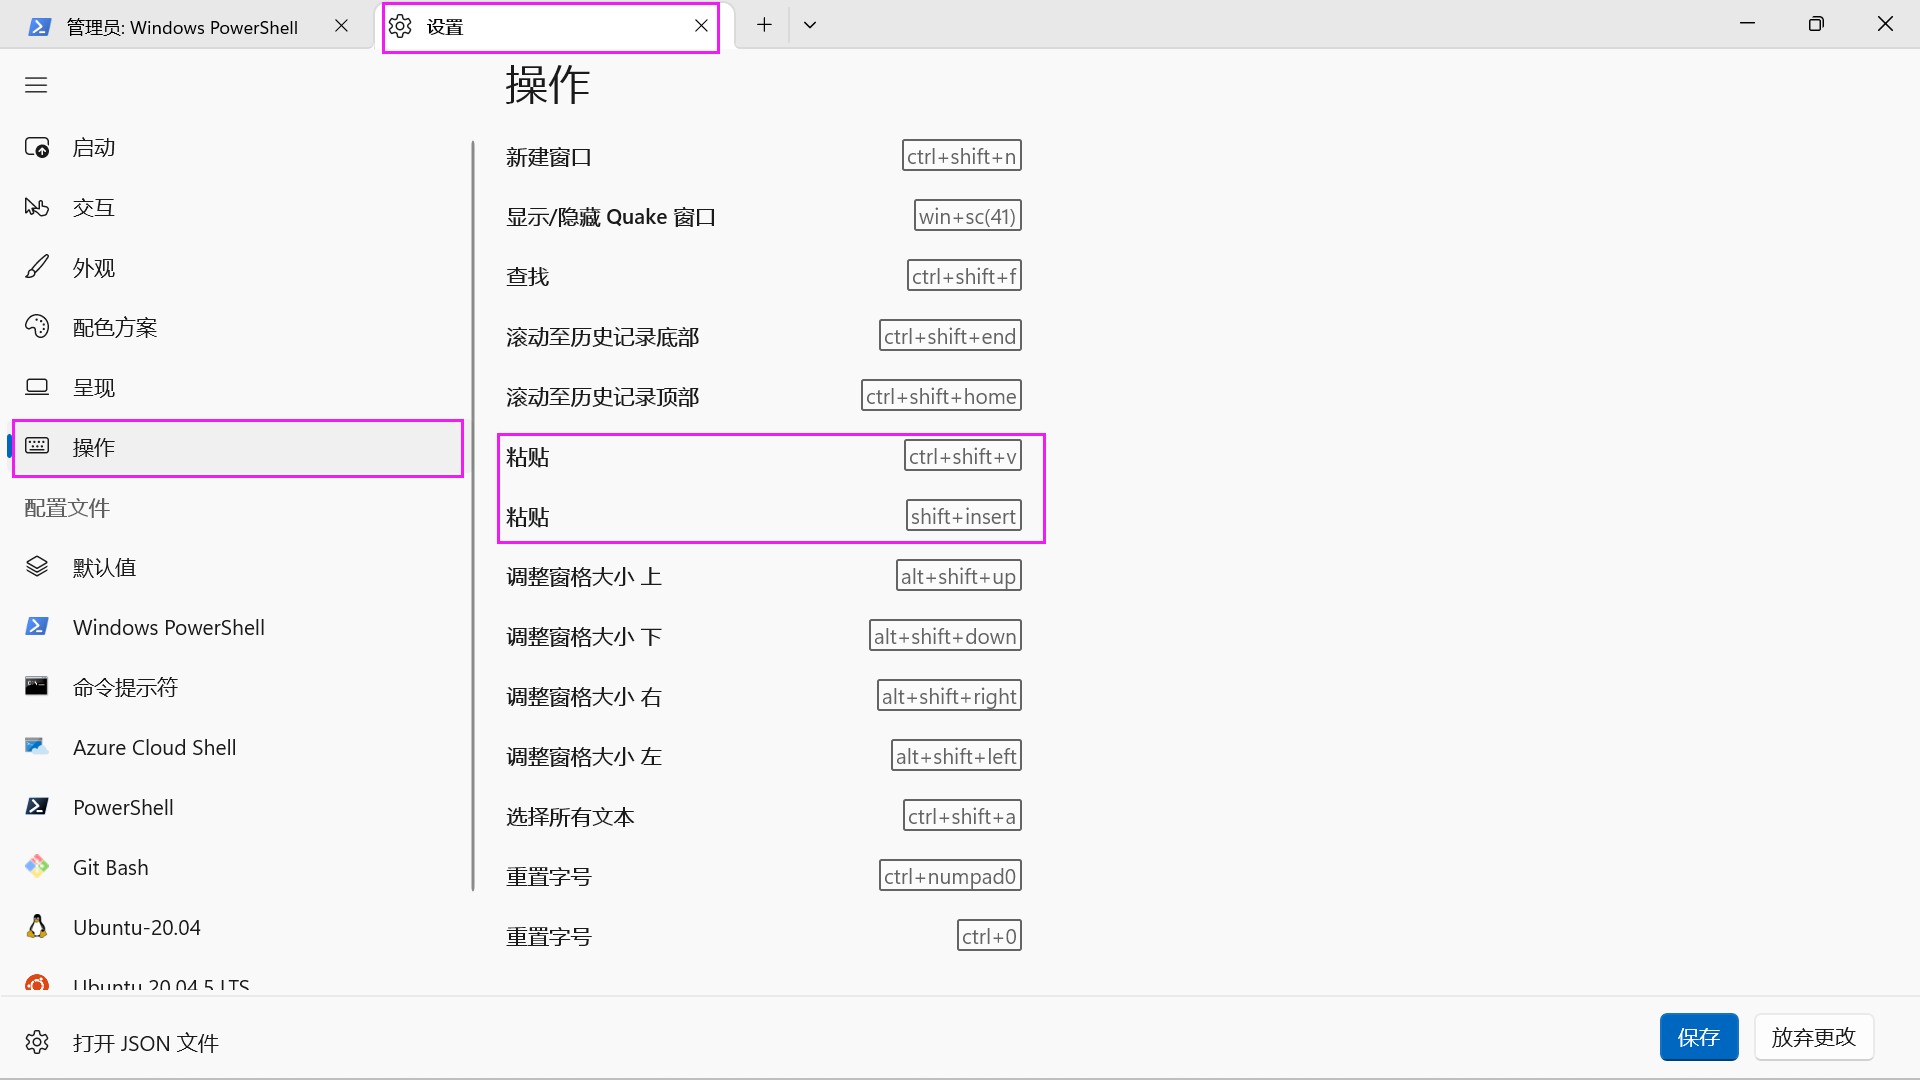 管理员: Windows PowerShell
设置
操作
启动
交互
外观
配色方案
呈现
操作
配置文件
默认值
Windows PowerShell
命令提示符
Azure Cloud Shell
PowerShell
Git Bash
Ubuntu-20.04
Ubuntu 20.04.5 LTS
打开 JSON 文件
新建窗口 ctrl+shift+n
显示/隐藏 Quake 窗口 win+sc(41)
查找 ctrl+shift+f
滚动至历史记录底部 ctrl+shift+end
滚动至历史记录顶部 ctrl+shift+home
粘贴 ctrl+shift+v
粘贴 shift+insert
调整窗格大小 上 alt+shift+up
调整窗格大小 下 alt+shift+down
调整窗格大小 右 alt+shift+right
调整窗格大小 左 alt+shift+left
选择所有文本 ctrl+shift+a
重置字号 ctrl+numpad0
重置字号 ctrl+0
保存
放弃更改